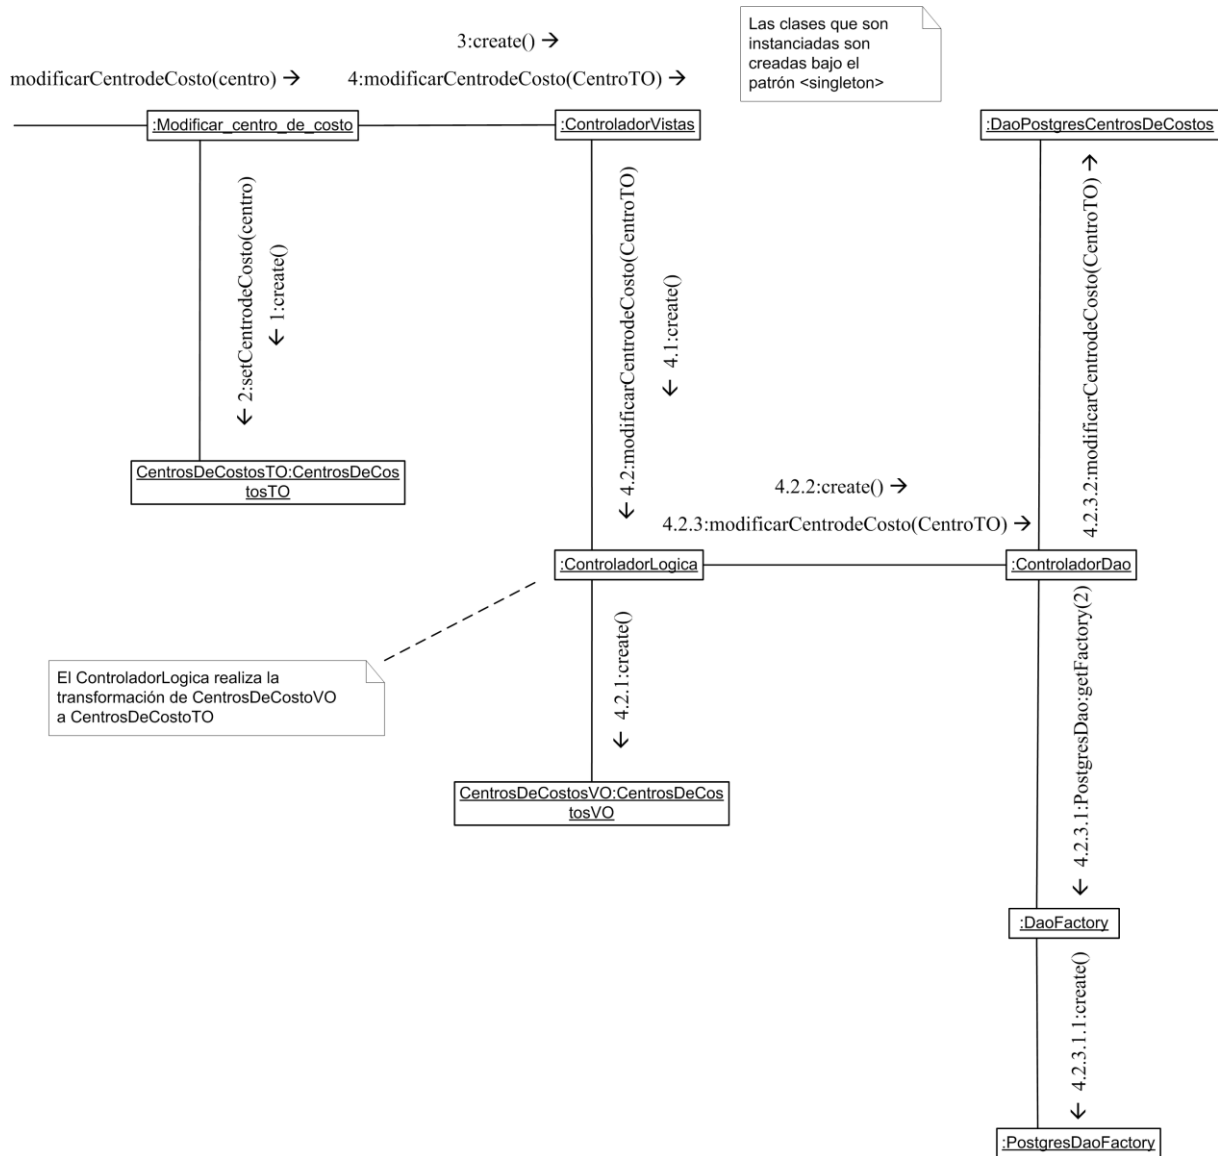 Las clases que son
instanciadas son
creadas bajo el
patrón <singleton>
3:create() →
modificarCentrodeCosto(centro) →
4:modificarCentrodeCosto(CentroTO) →
:Modificar_centro_de_costo
:ControladorVistas
:DaoPostgresCentrosDeCostos
← 2:setCentrodeCosto(centro)
← 1:create()
← 4.2:modificarCentrodeCosto(CentroTO)
← 4.1:create()
4.2.3.2:modificarCentrodeCosto(CentroTO) →
CentrosDeCostosTO:CentrosDeCos
tosTO
4.2.2:create() →
4.2.3:modificarCentrodeCosto(CentroTO) →
:ControladorLogica
:ControladorDao
El ControladorLogica realiza la
transformación de CentrosDeCostoVO
a CentrosDeCostoTO
← 4.2.1:create()
← 4.2.3.1:PostgresDao:getFactory(2)
CentrosDeCostosVO:CentrosDeCos
tosVO
:DaoFactory
← 4.2.3.1.1:create()
:PostgresDaoFactory